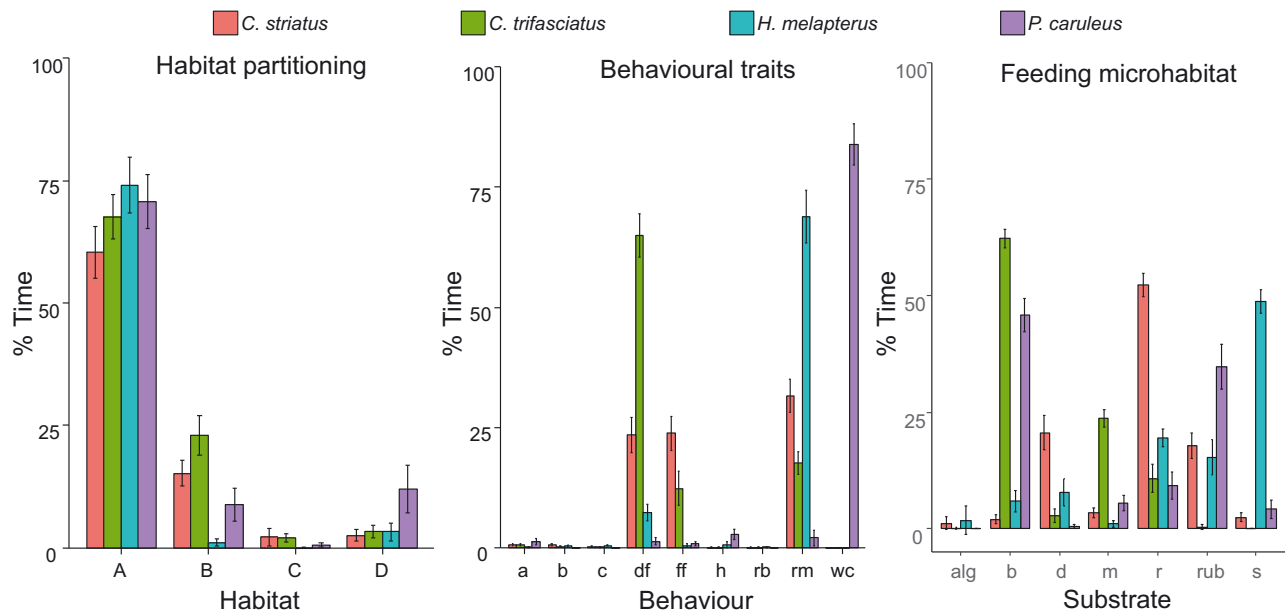 C. striatus C. trifasciatus H. melapterus P. caruleus
Habitat partitioning
100
75
50
25
0
% Time
A B C D
Habitat
Behavioural traits
100
75
50
25
0
% Time
a b c df ff h rb rm wc
Behaviour
Feeding microhabitat
100
75
50
25
0
% Time
alg b d m r rub s
Substrate